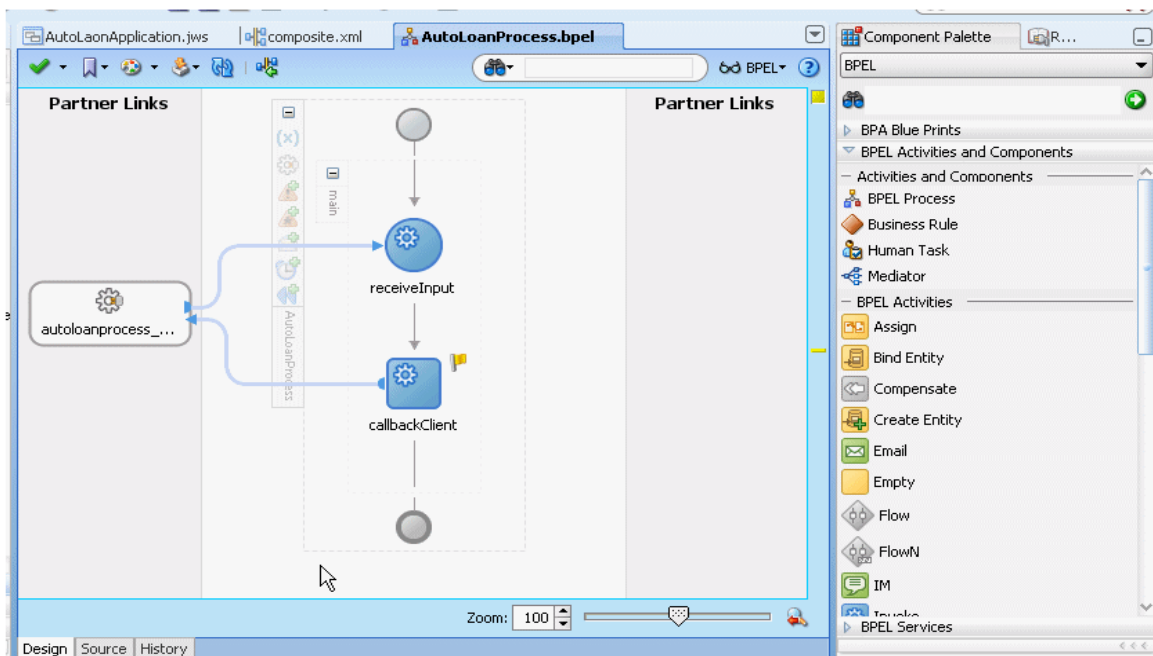 AutoLaonApplication.jws
composite.xml
AutoLoanProcess.bpel
BPEL
Partner Links
Partner Links
main
AutoLoanProcess
receiveInput
callbackClient
autoloanprocess_...
Zoom: 100
Design Source History
Component Palette
R...
BPEL
BPA Blue Prints
BPEL Activities and Components
Activities and Components
BPEL Process
Business Rule
Human Task
Mediator
BPEL Activities
Assign
Bind Entity
Compensate
Create Entity
Email
Empty
Flow
FlowN
IM
BPEL Services